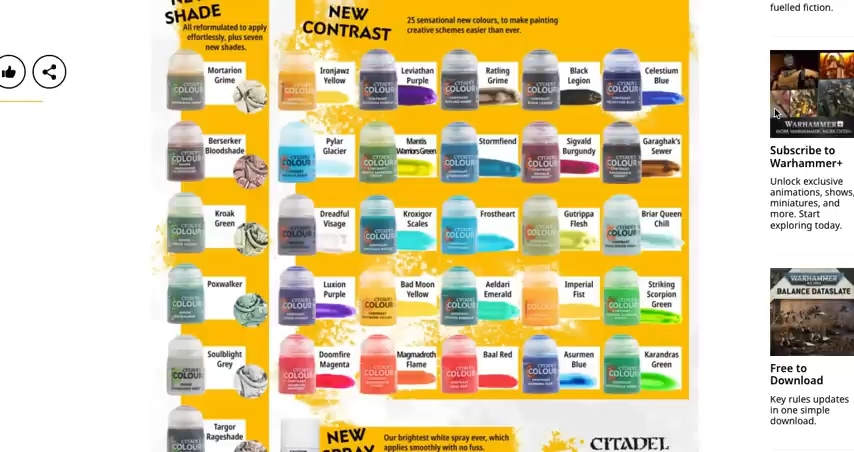 SHADE
All reformulated to apply
effortlessly, plus seven
new shades.
Mortarion
Grime
Berserker
Bloodshade
Kroak
Green
Poxwalker
Soulblight
Grey
Targor
Rageshade
NEW
CONTRAST
25 sensational new colours, to make painting
creative schemes easier than ever.
Ironjawz
Yellow
Leviathan
Purple
Ratling
Grime
Black
Legion
Celestium
Blue
Pylar
Glacier
Mantis
Warriors Green
Stormfiend
Sigvald
Burgundy
Garaghak's
Sewer
Dreadful
Visage
Kroxigor
Scales
Frostheart
Gutrippa
Flesh
Briar Queen
Chill
Luxion
Purple
Bad Moon
Yellow
Aeldari
Emerald
Imperial
Fist
Striking
Scorpion
Green
Doomfire
Magenta
Magmadroth
Flame
Baal Red
Asurmen
Blue
Karandras
Green
NEW
SPRAY
Our brightest white spray ever, which
applies smoothly with no fuss.
CITADEL
fuelled fiction.
WARHAMMER+
Subscribe to
Warhammer+
Unlock exclusive
animations, shows,
miniatures, and
more. Start
exploring today.
WARHAMMER
BALANCE DATASLATE
Free to
Download
Key rules updates
in one simple
download.